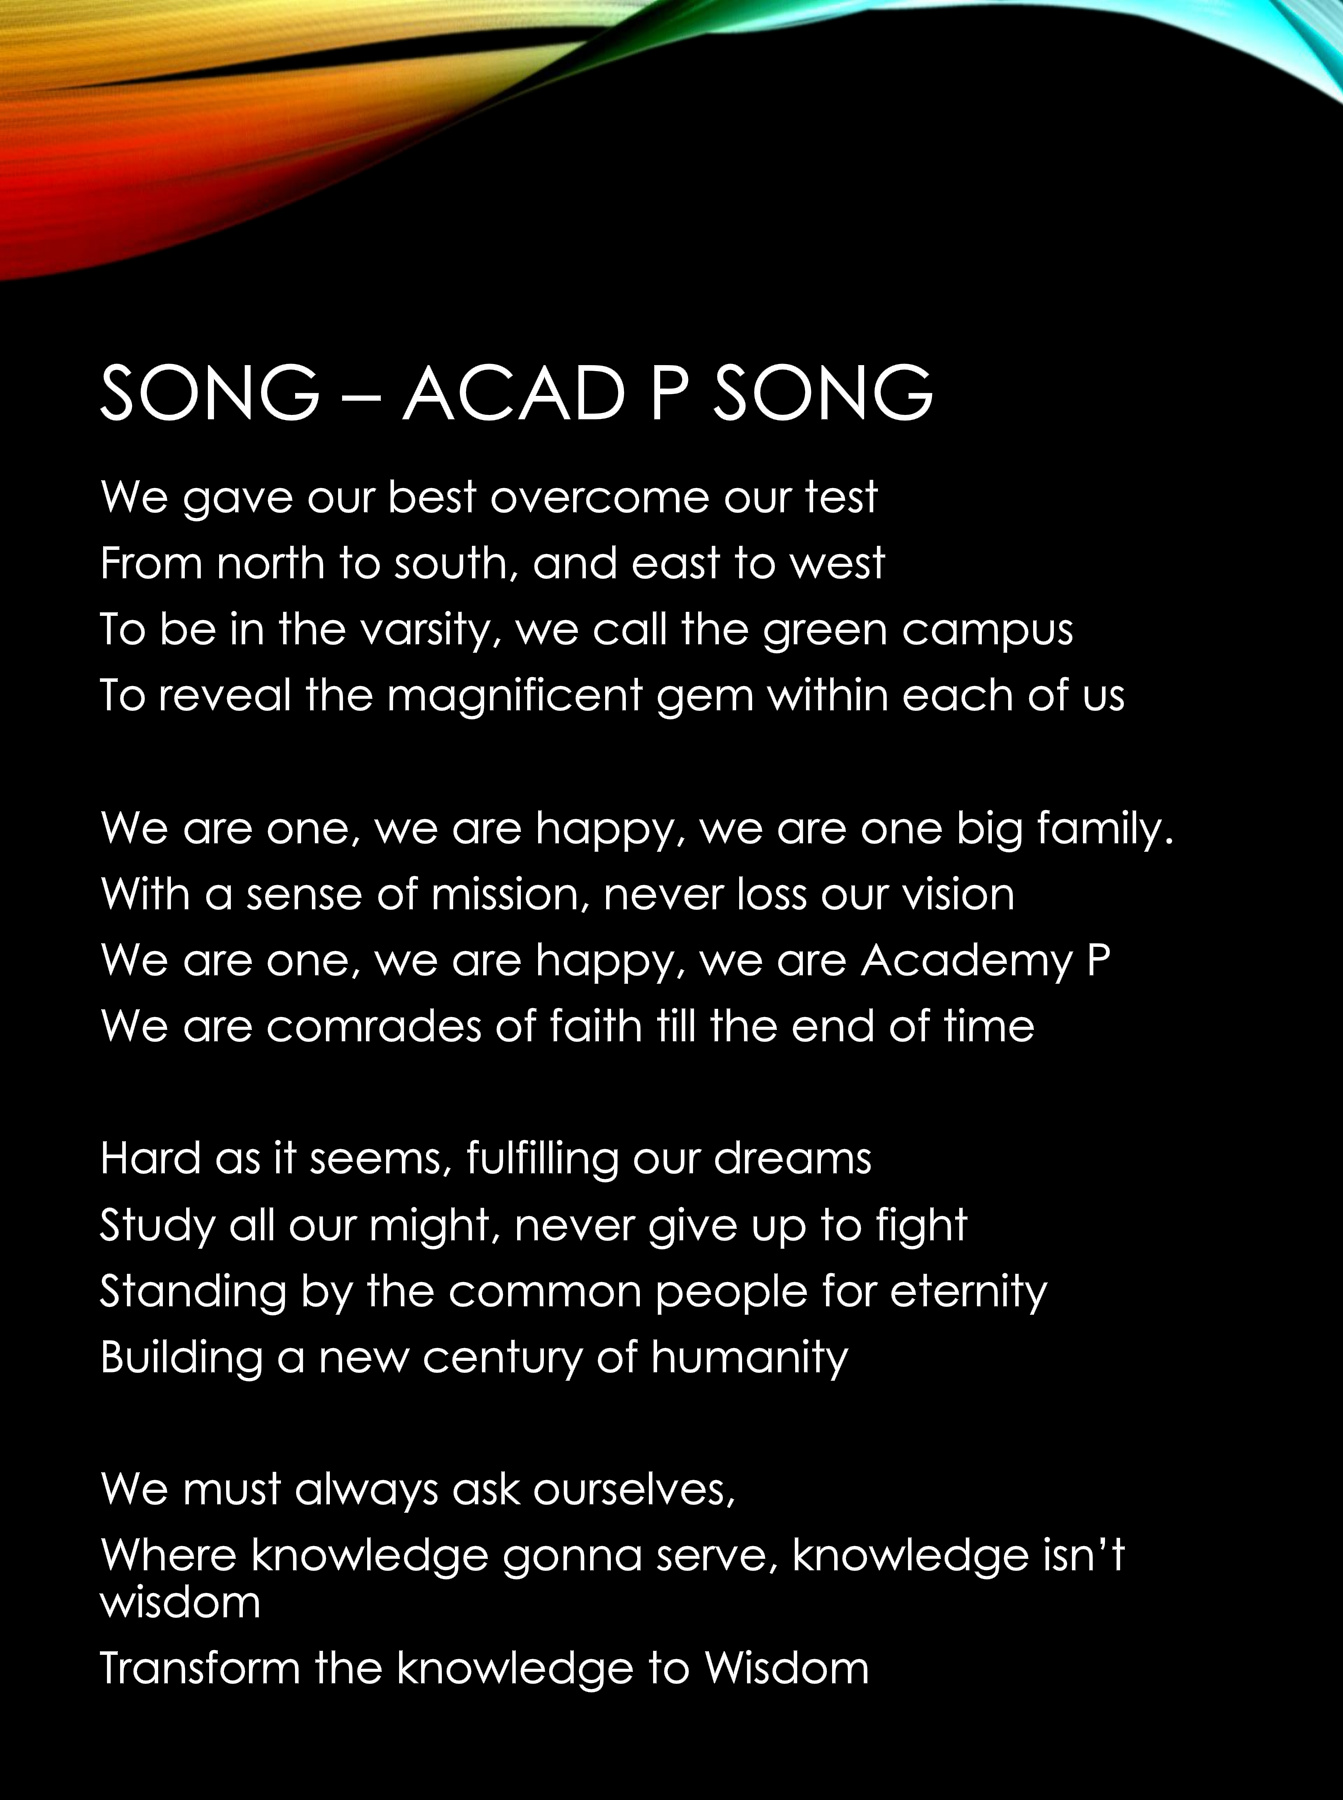 SONG – ACAD P SONG
We gave our best overcome our test
From north to south, and east to west
To be in the varsity, we call the green campus
To reveal the magnificent gem within each of us
We are one, we are happy, we are one big family.
With a sense of mission, never loss our vision
We are one, we are happy, we are Academy P
We are comrades of faith till the end of time
Hard as it seems, fulfilling our dreams
Study all our might, never give up to fight
Standing by the common people for eternity
Building a new century of humanity
We must always ask ourselves,
Where knowledge gonna serve, knowledge isn’t
wisdom
Transform the knowledge to Wisdom